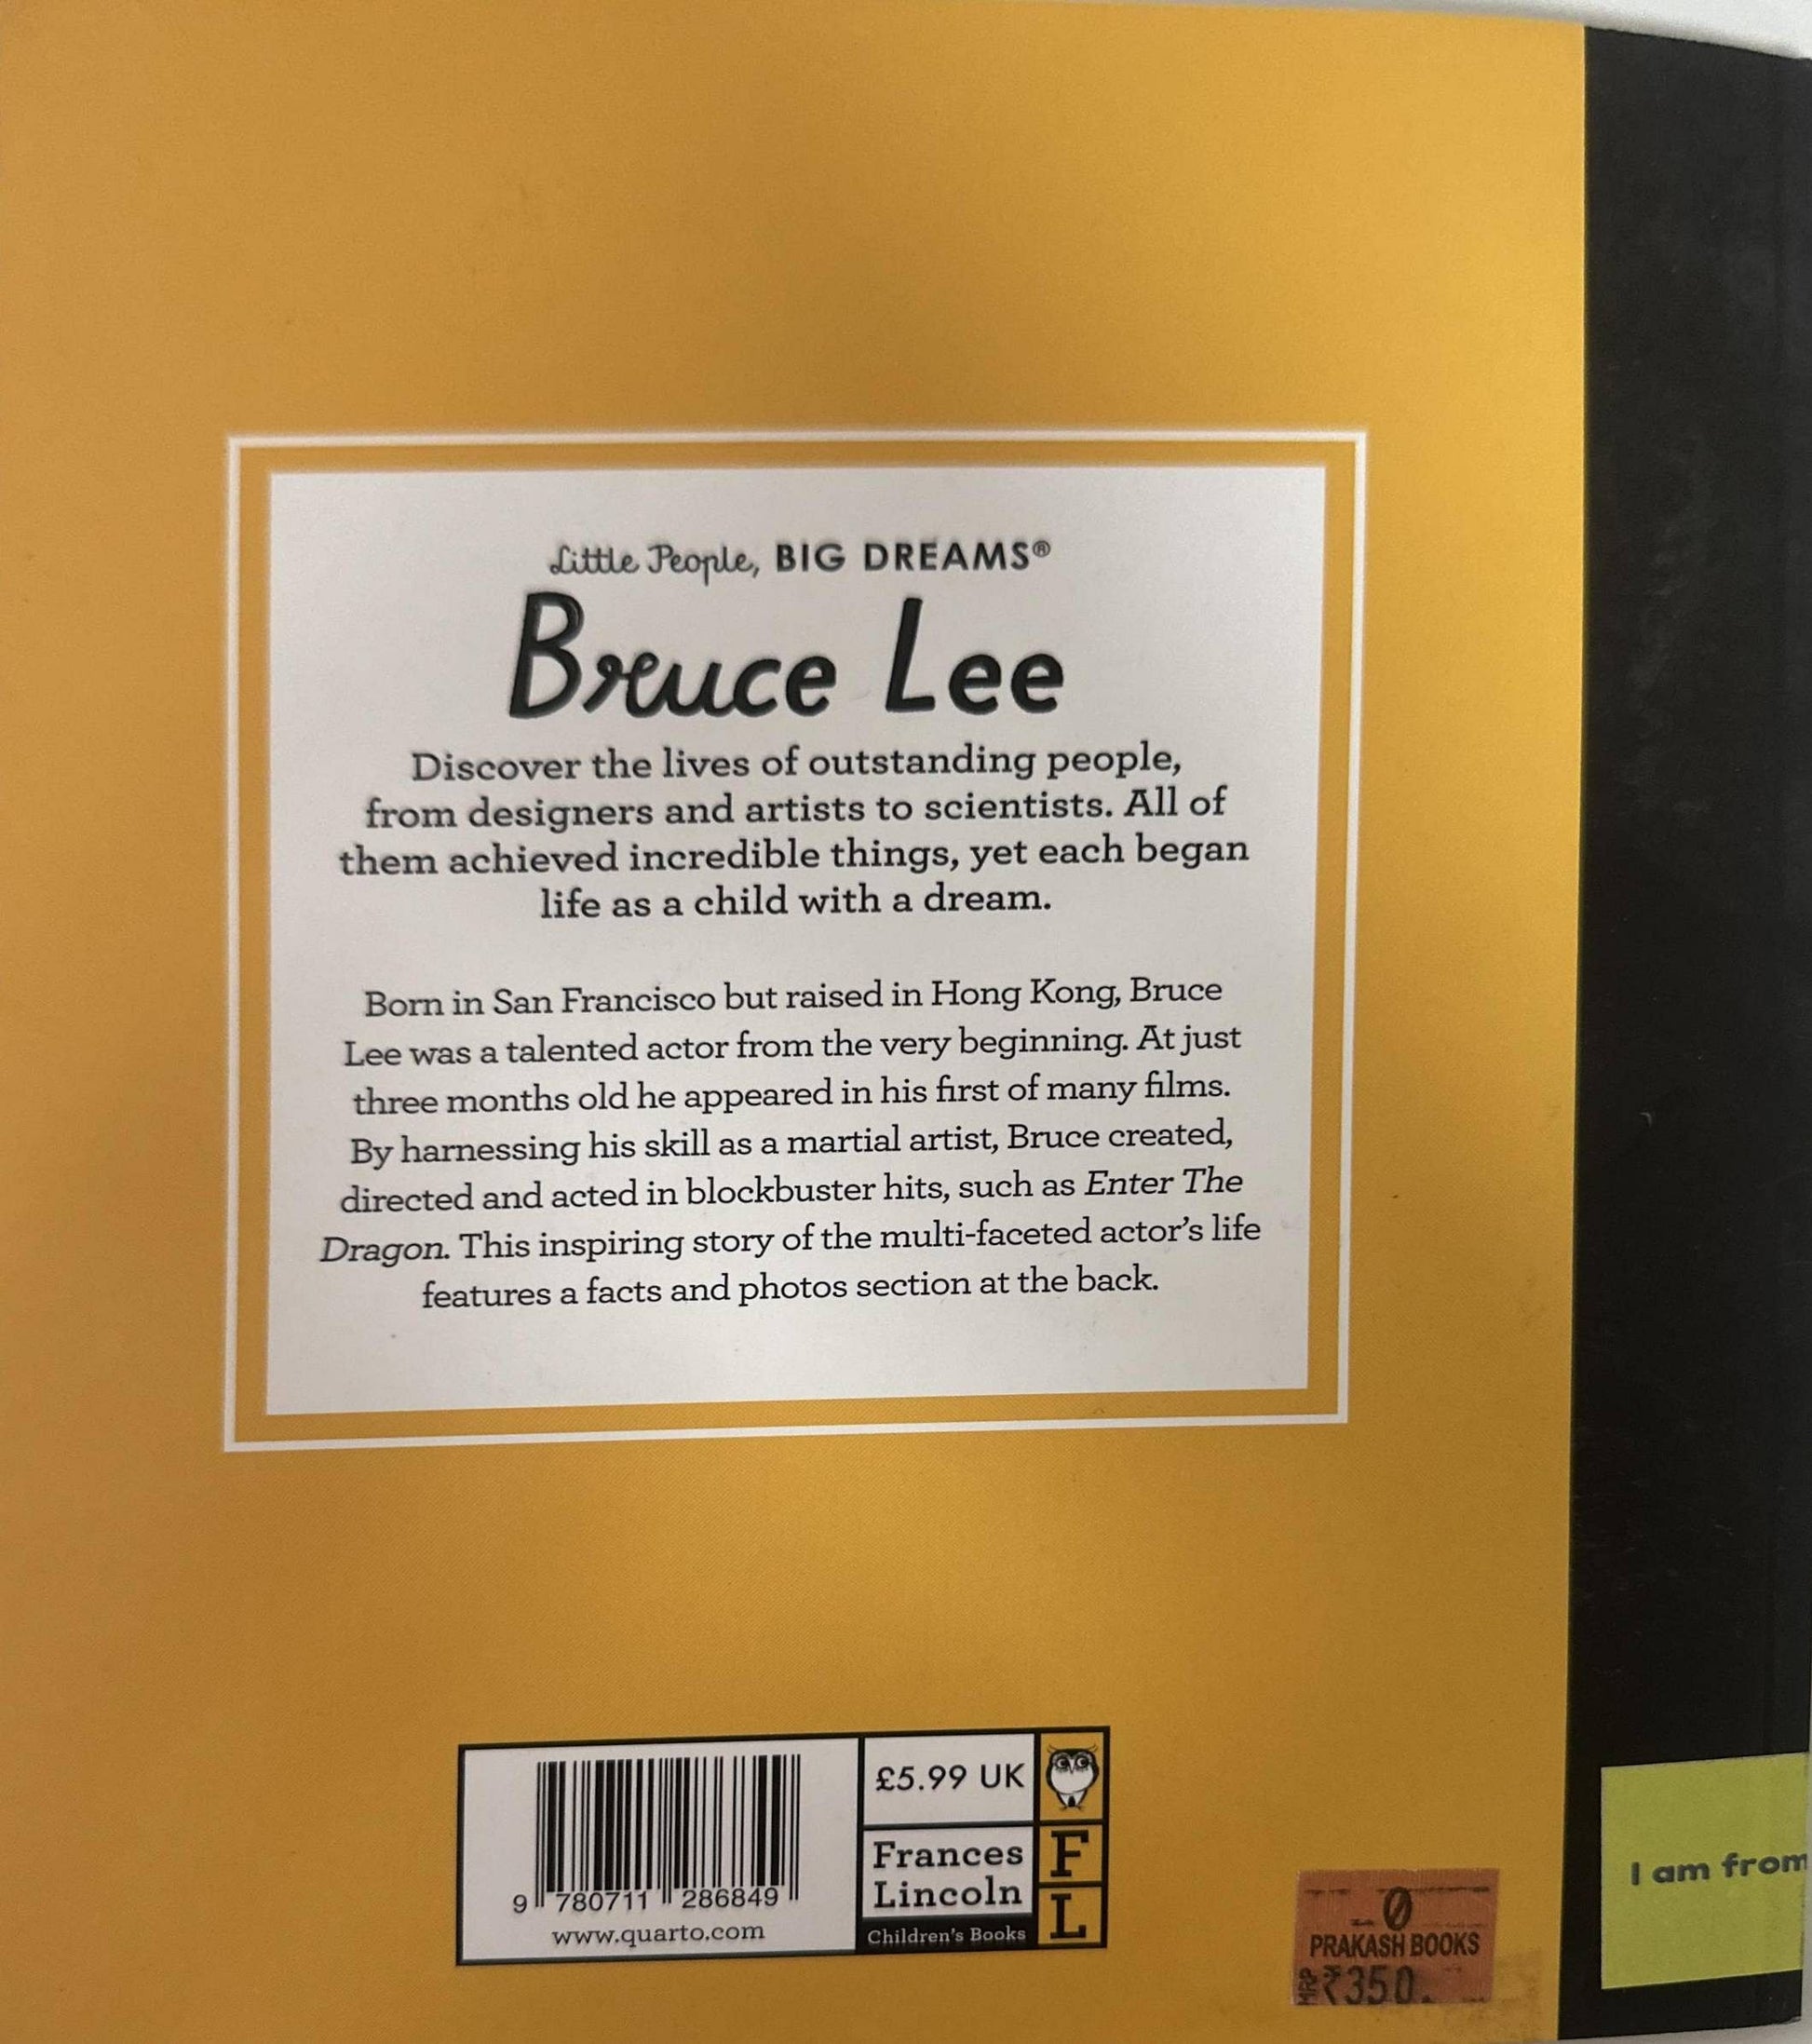 Little People, BIG DREAMS®
Bruce Lee
Discover the lives of outstanding people,
from designers and artists to scientists. All of
them achieved incredible things, yet each began
life as a child with a dream.
Born in San Francisco but raised in Hong Kong, Bruce
Lee was a talented actor from the very beginning. At just
three months old he appeared in his first of many films.
By harnessing his skill as a martial artist, Bruce created,
directed and acted in blockbuster hits, such as Enter The
Dragon. This inspiring story of the multi-faceted actor's life
features a facts and photos section at the back.
9 780711 286849
www.quarto.com
£5.99 UK
Frances
Lincoln
Children's Books
F
L
PRAKASH BOOKS
MRP ₹350.
I am from